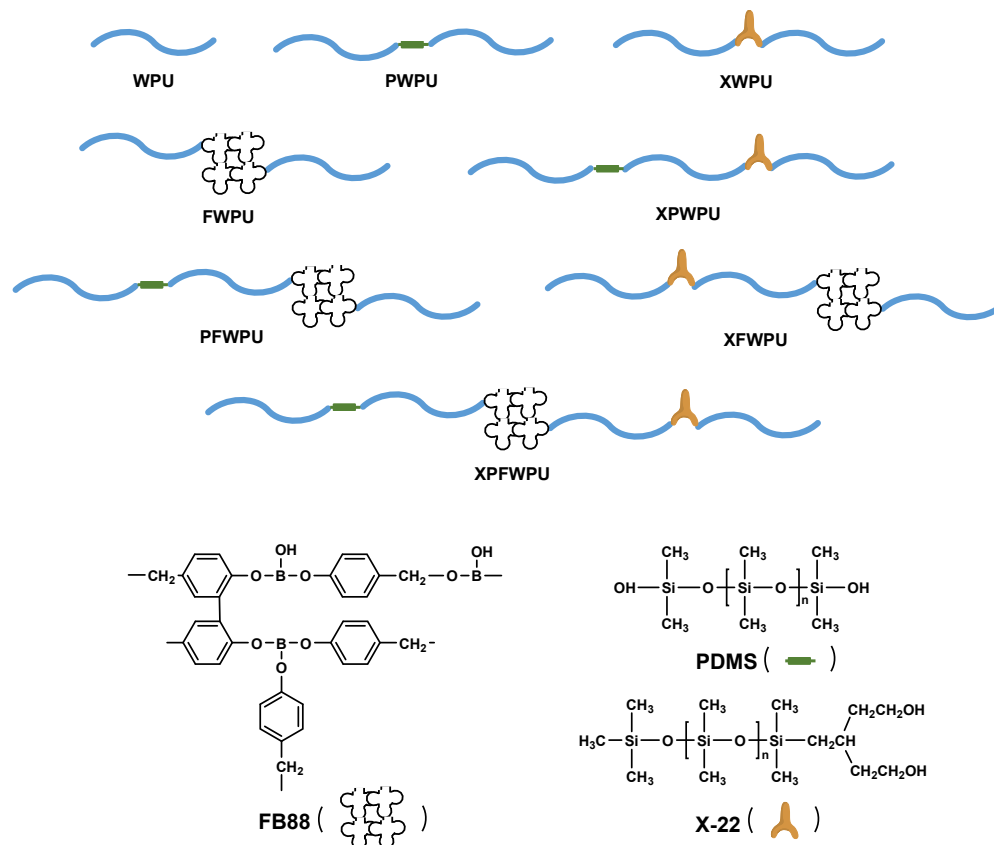 WPU
PWPU
XWPU
FWPU
XPWPU
PFWPU
XFWPU
XPFWPU
OH
OH
CH2
O
B
O
CH2
O
B
O
B
O
CH2
O
CH2
FB88 ( )
CH3
CH3
CH3
OH
Si
O
Si
O
Si
OH
n
CH3
CH3
CH3
PDMS ( )
CH3
CH3
CH3
CH2CH2OH
H3C
Si
O
Si
O
Si
CH2CH
n
CH3
CH3
CH3
CH2CH2OH
X-22 ( )